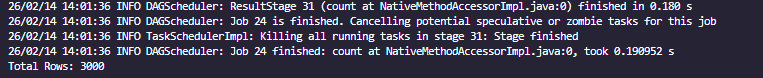 26/02/14 14:01:36 INFO DAGScheduler: ResultStage 31 (count at NativeMethodAccessorImpl.java:0) finished in 0.180 s
26/02/14 14:01:36 INFO DAGScheduler: Job 24 is finished. Cancelling potential speculative or zombie tasks for this job
26/02/14 14:01:36 INFO TaskSchedulerImpl: Killing all running tasks in stage 31: Stage finished
26/02/14 14:01:36 INFO DAGScheduler: Job 24 finished: count at NativeMethodAccessorImpl.java:0, took 0.190952 s
Total Rows: 3000